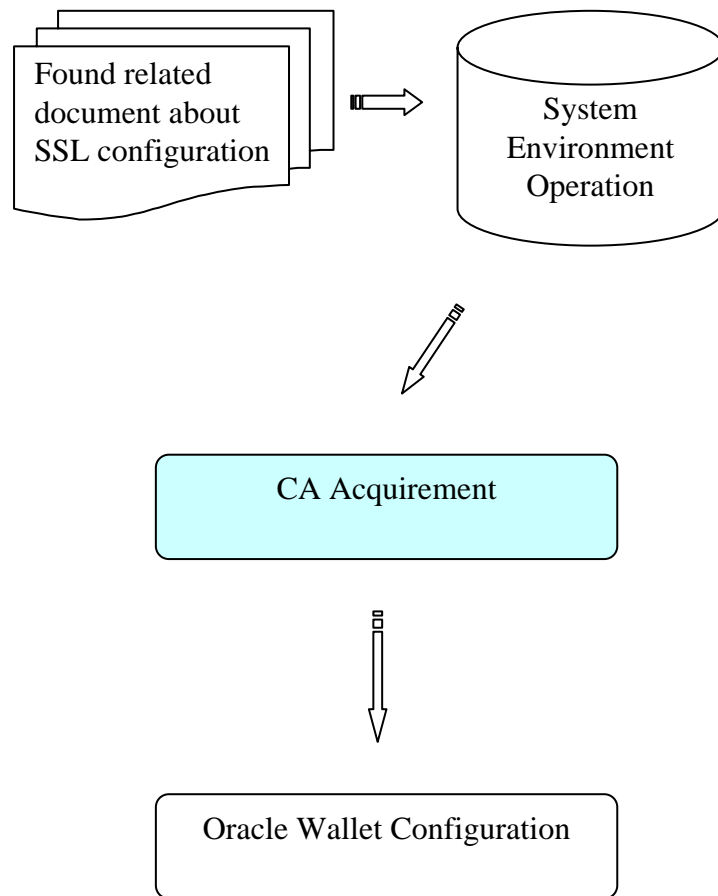 Found related
document about
SSL configuration
System
Environment
Operation
CA Acquirement
Oracle Wallet Configuration